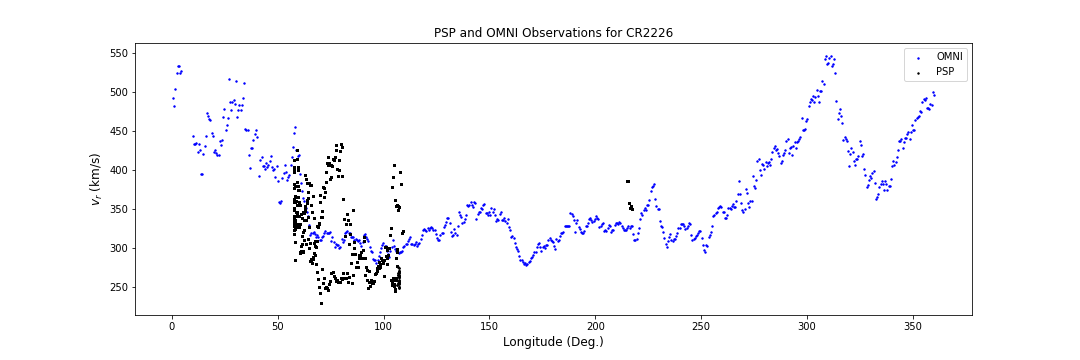 PSP and OMNI Observations for CR2226
OMNI
PSP
550
500
450
400
350
300
250
v_r (km/s)
0 50 100 150 200 250 300 350
Longitude (Deg.)